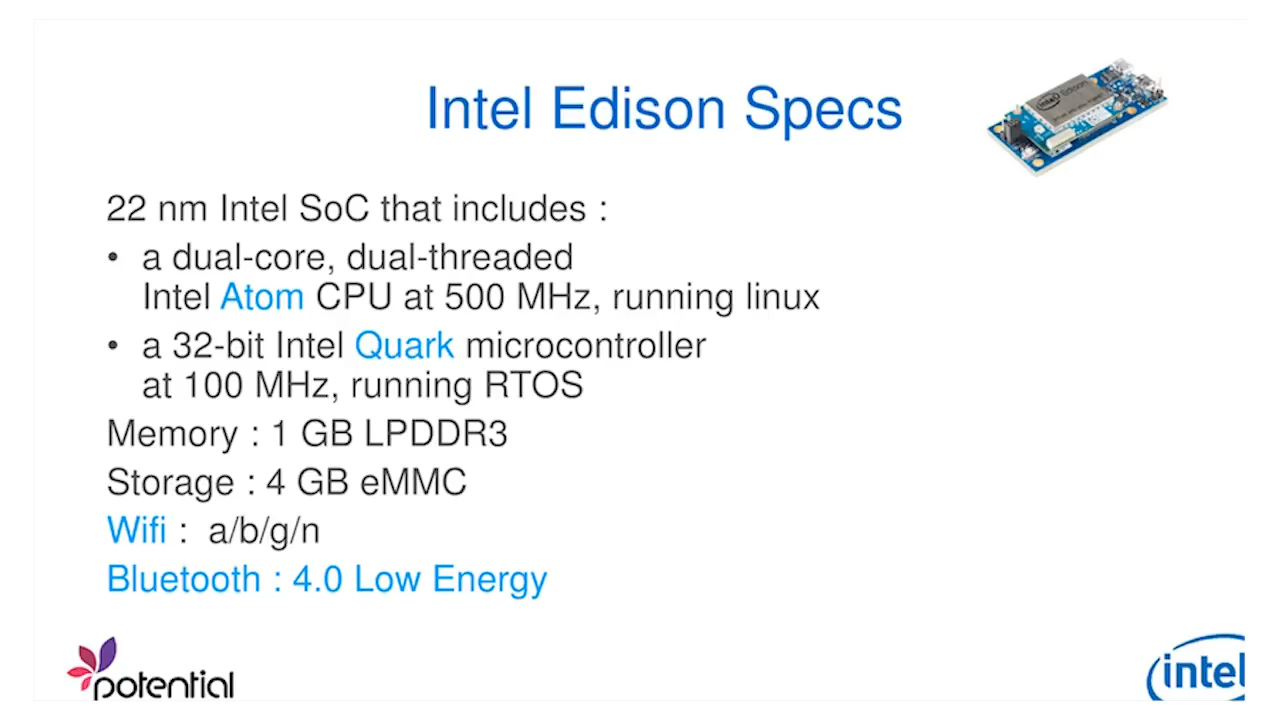 Intel Edison Specs
intel Edison
22 nm Intel SoC that includes :
• a dual-core, dual-threaded
Intel Atom CPU at 500 MHz, running linux
• a 32-bit Intel Quark microcontroller
at 100 MHz, running RTOS
Memory : 1 GB LPDDR3
Storage : 4 GB eMMC
Wifi : a/b/g/n
Bluetooth : 4.0 Low Energy
potential
intel